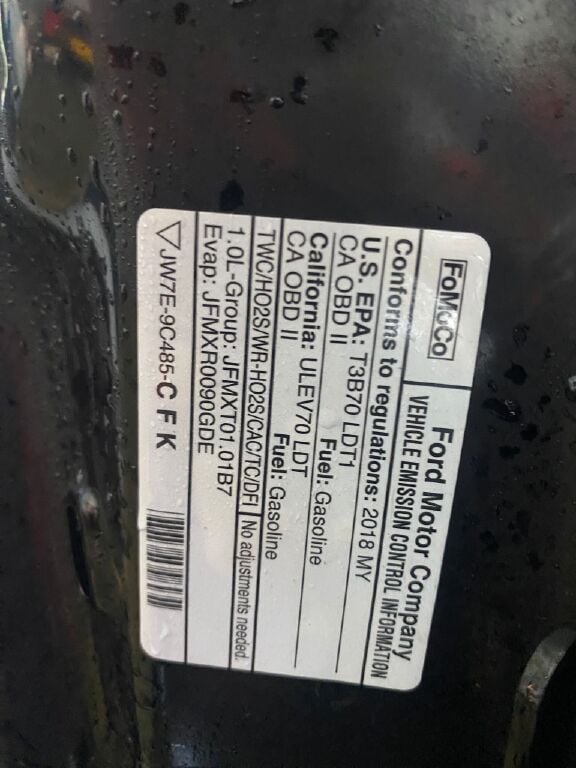 FoMoCo
Ford Motor Company
VEHICLE EMISSION CONTROL INFORMATION
Conforms to regulations: 2018 MY
U.S. EPA: T3B70 LDT1 Fuel: Gasoline
CA OBD II
California: ULEV70 LDT Fuel: Gasoline
CA OBD II
TWC/HO2S/WR-HO2S/CAC/TC/DFI No adjustments needed.
1.0L-Group: JFMXT01.01B7
Evap: JFMXR0090GDE
JW7E-9C485-C F K